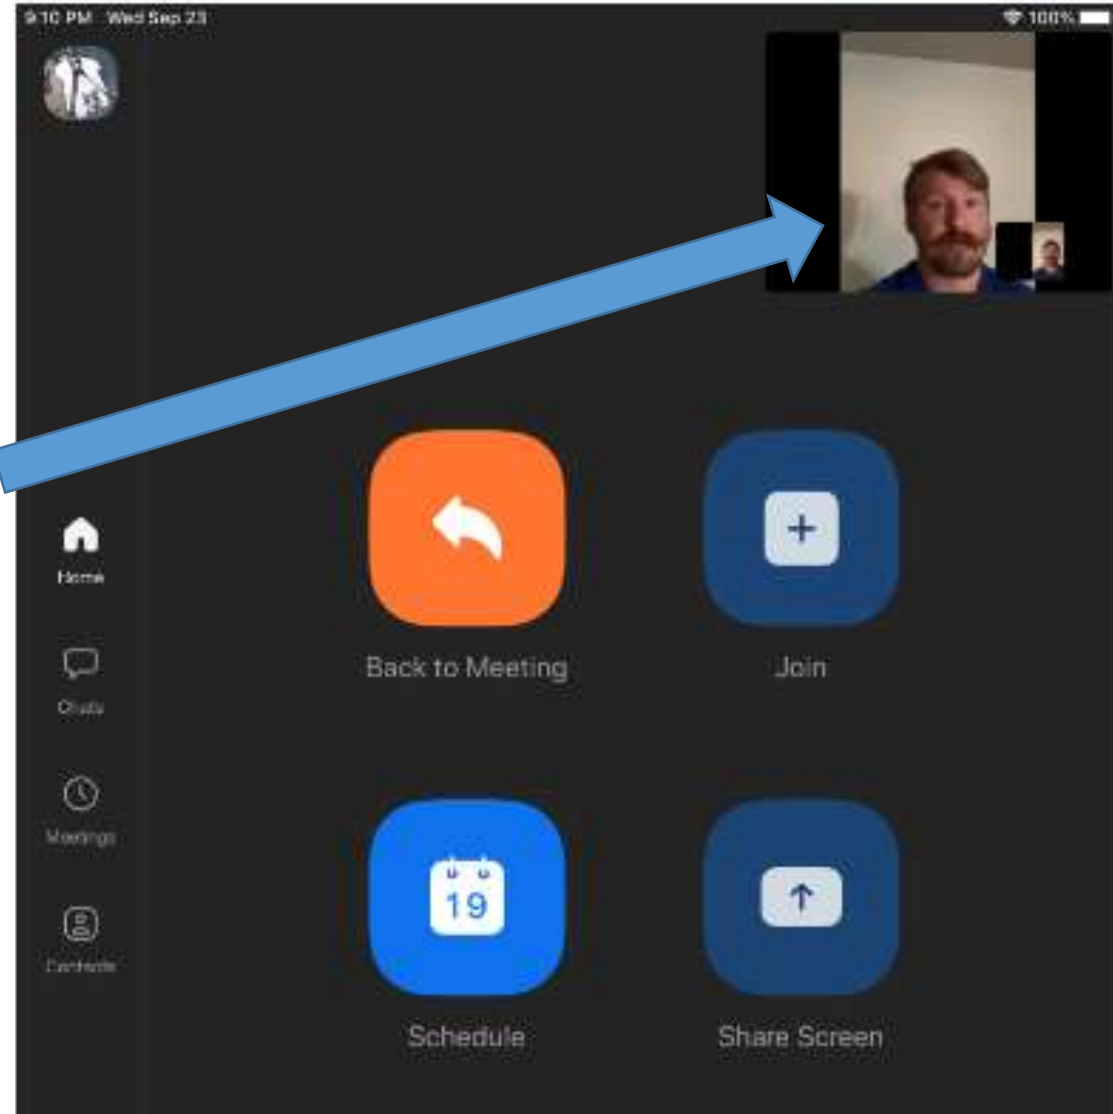 9:10 PM Wed Sep 23
100%
Home
Chats
Meetings
Contacts
Back to Meeting
Join
19
Schedule
Share Screen